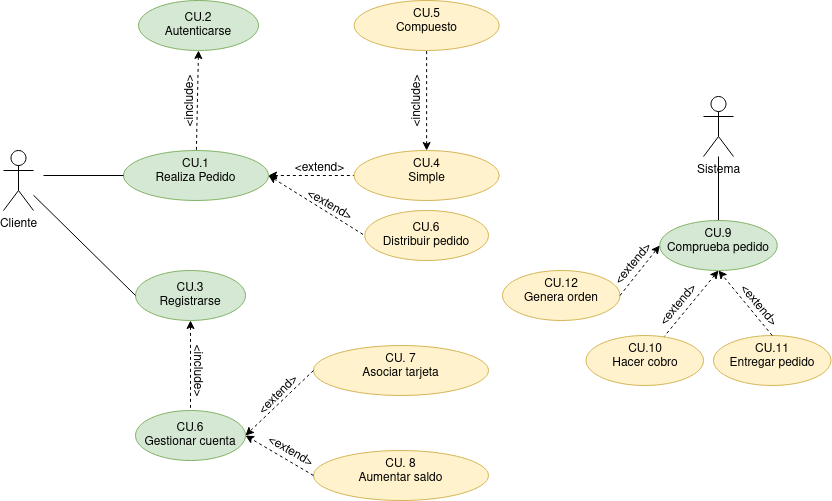 CU.2
Autenticarse
CU.5
Compuesto
<include>
<include>
CU.1
Realiza Pedido
<extend>
CU.4
Simple
Cliente
<extend>
CU.6
Distribuir pedido
Sistema
CU.9
Comprueba pedido
<extend>
CU.12
Genera orden
CU.3
Registrarse
<extend>
<extend>
CU.10
Hacer cobro
CU.11
Entregar pedido
<include>
CU. 7
Asociar tarjeta
<extend>
CU.6
Gestionar cuenta
<extend>
CU. 8
Aumentar saldo